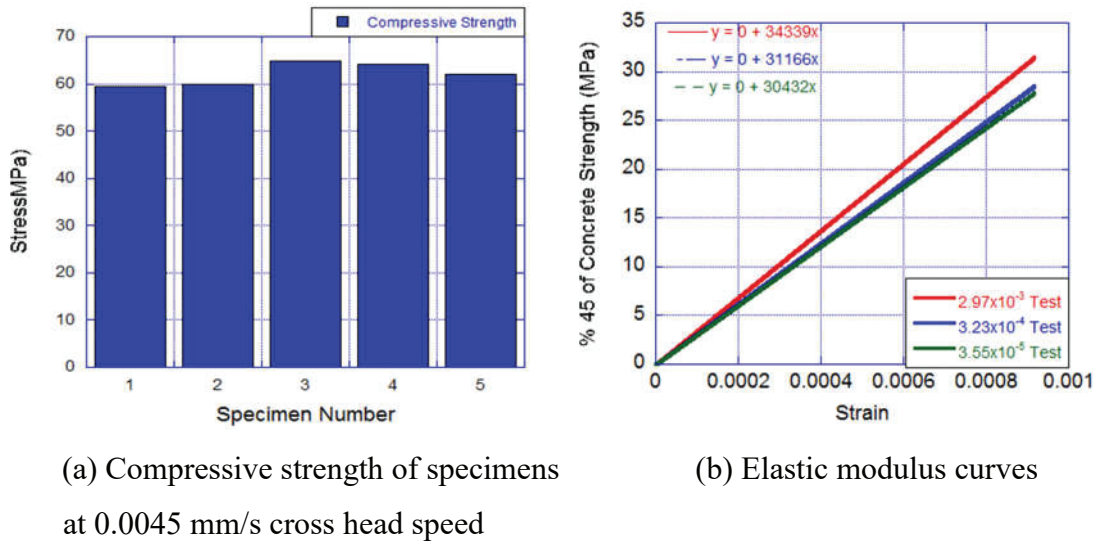 Compressive Strength
70
60
50
40
30
20
10
0
StressMPa
1 2 3 4 5
Specimen Number
(a) Compressive strength of specimens
at 0.0045 mm/s cross head speed
35
30
25
20
15
10
5
0
% 45 of Concrete Strength (MPa)
y = 0 + 34339x
y = 0 + 31166x
y = 0 + 30432x
2.97x10⁻³ Test
3.23x10⁻⁴ Test
3.55x10⁻⁵ Test
0 0.0002 0.0004 0.0006 0.0008 0.001
Strain
(b) Elastic modulus curves